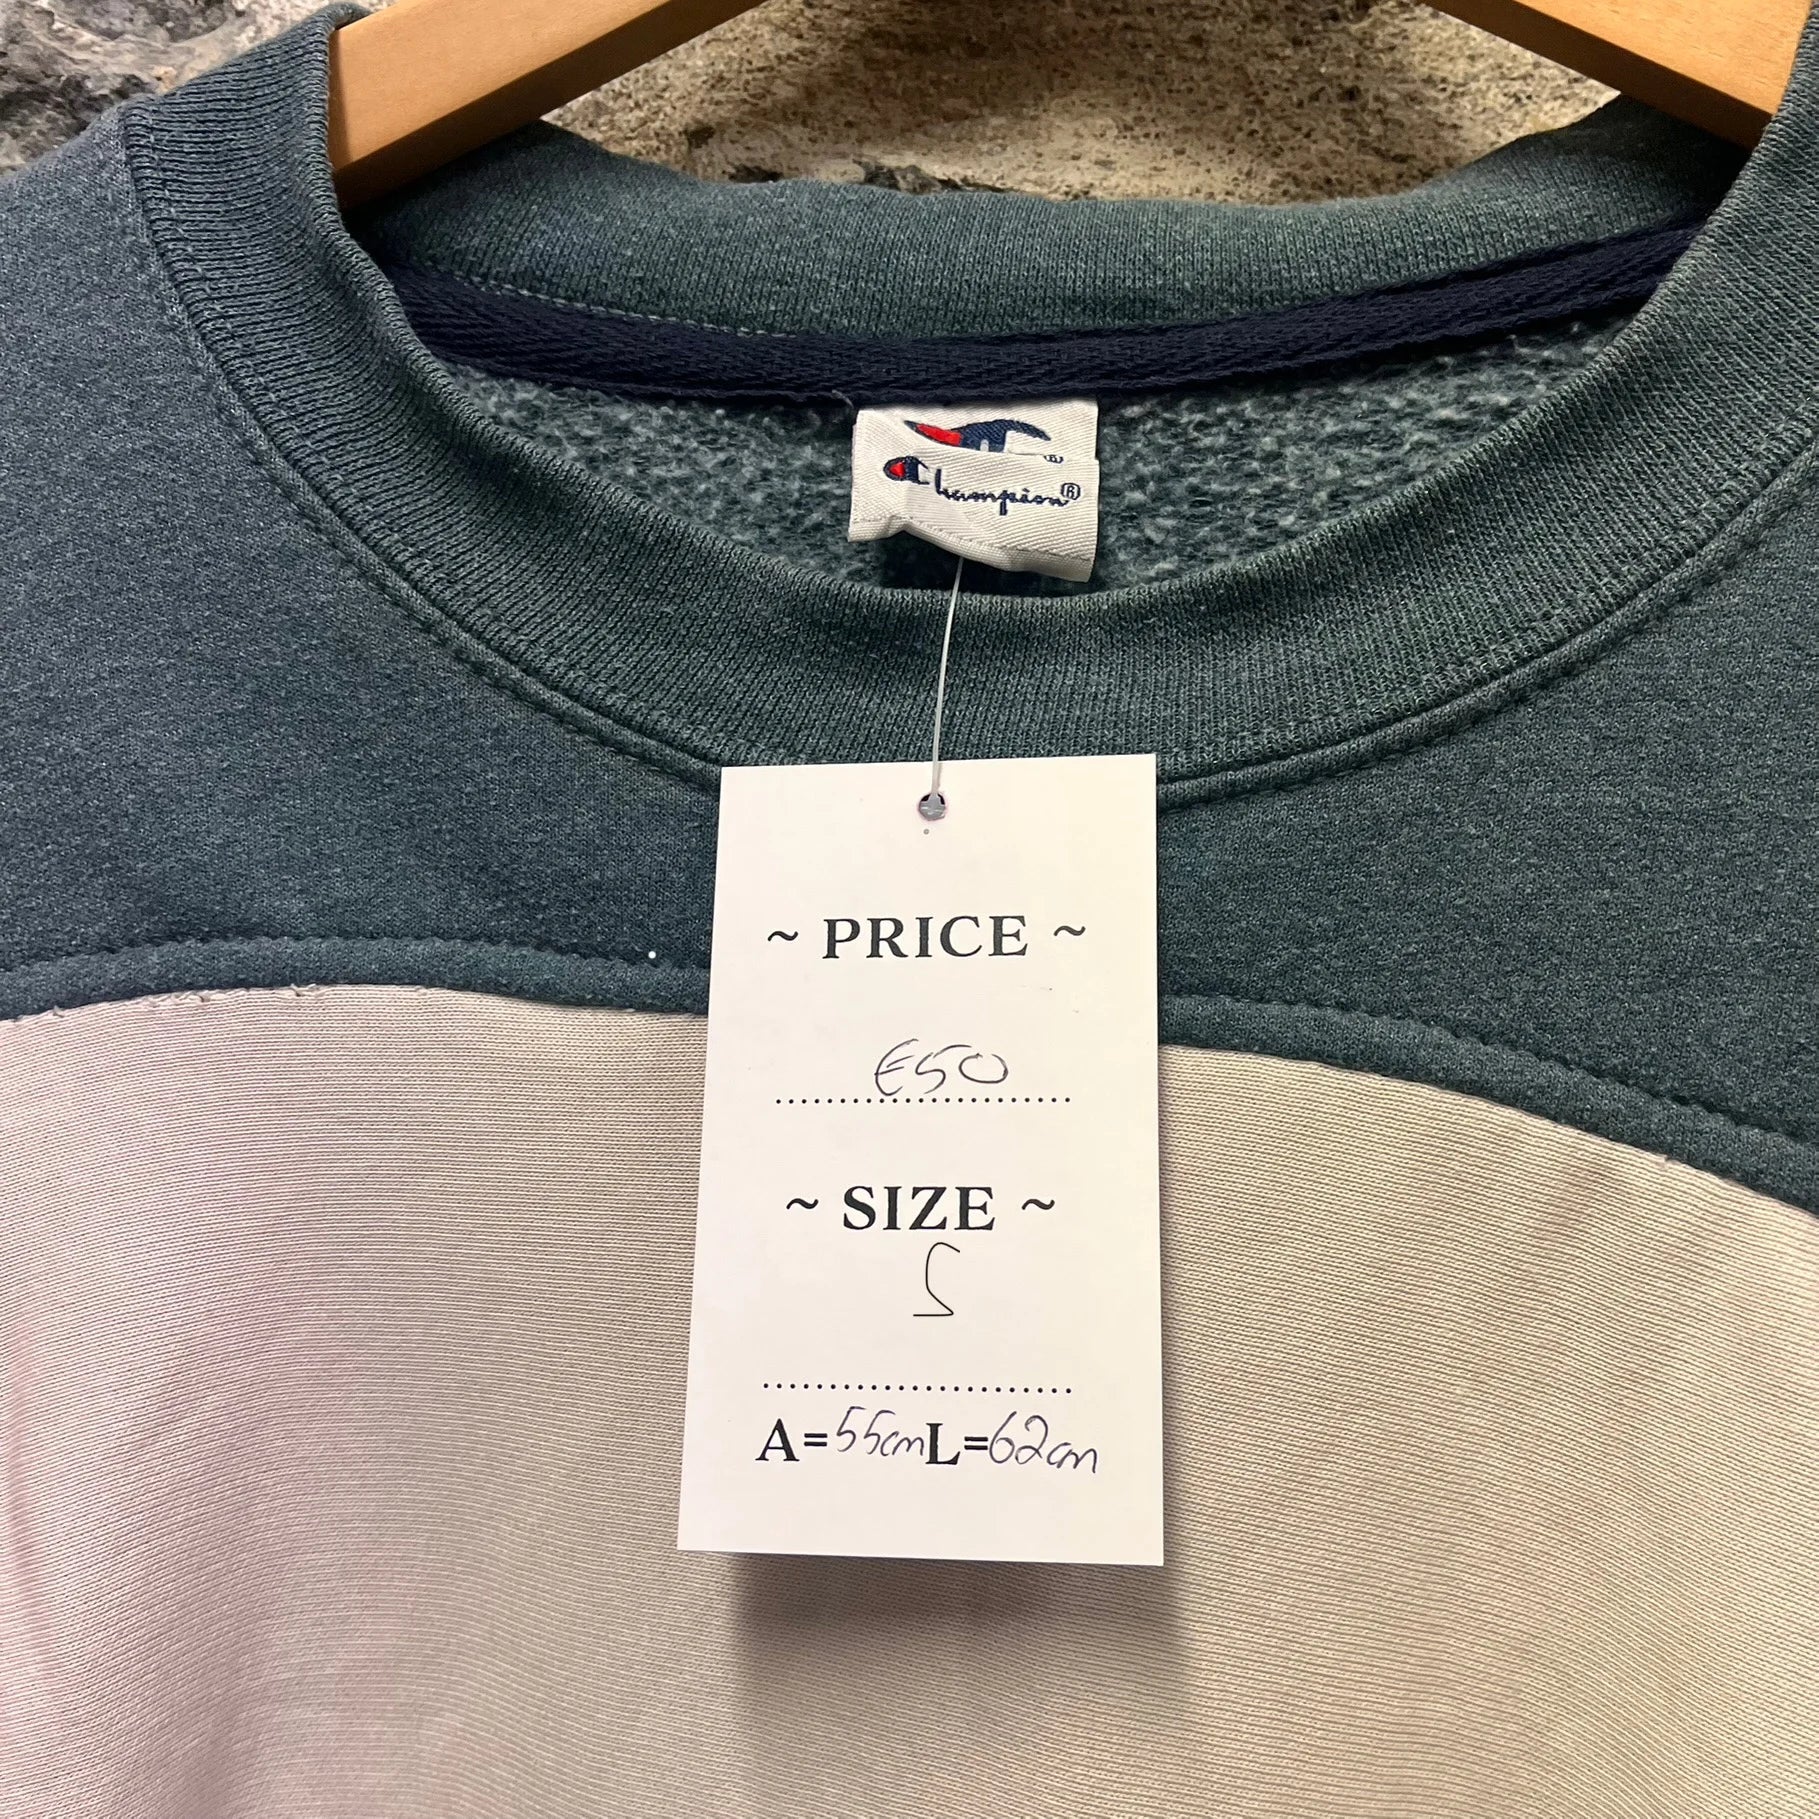 Champion®
~ PRICE ~
€50
~ SIZE ~
S
A=55cm L=62cm